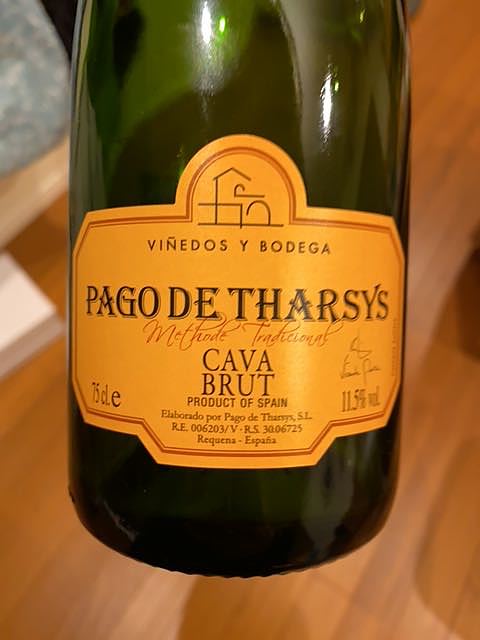 VIÑEDOS Y BODEGA
PAGO DE THARSYS
Methode Tradicional
CAVA
BRUT
PRODUCT OF SPAIN
75 cl.e
11.5% vol.
Elaborado por Pago de Tharsys, S.L.
R.E. 006203/V - R.S. 30.06725
Requena - España